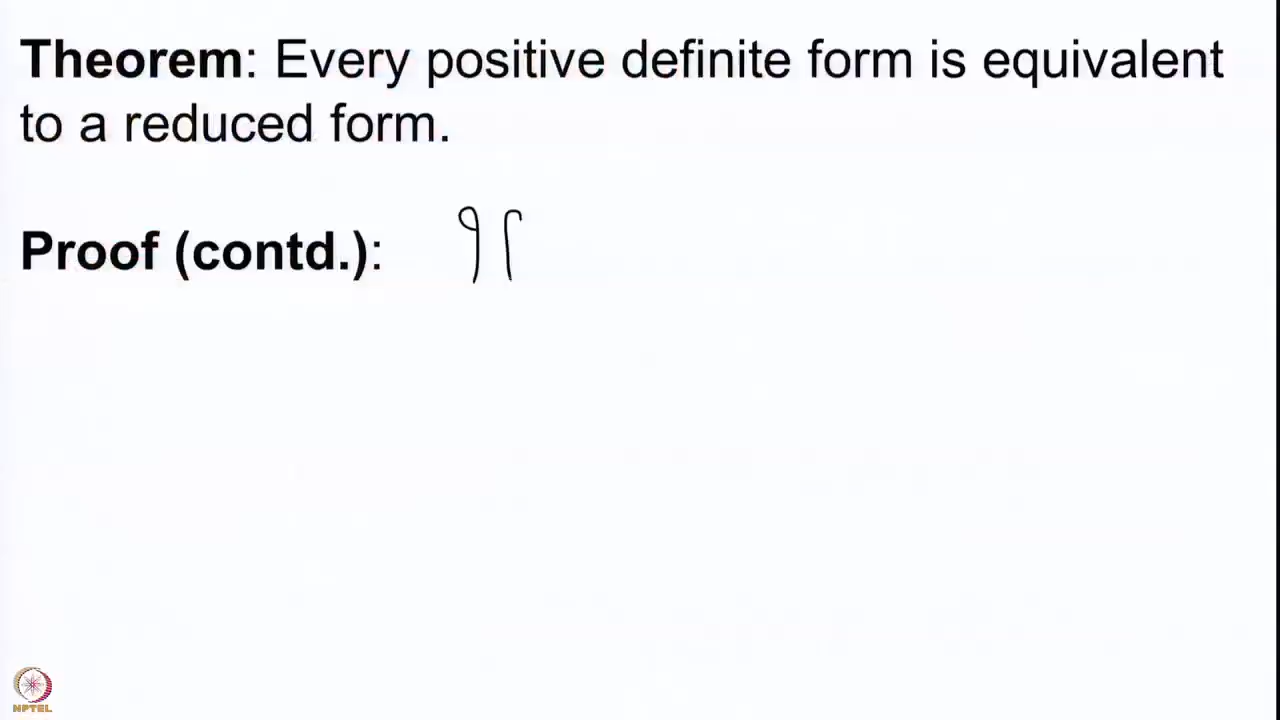 Theorem: Every positive definite form is equivalent
to a reduced form.
Proof (contd.):
NPTEL